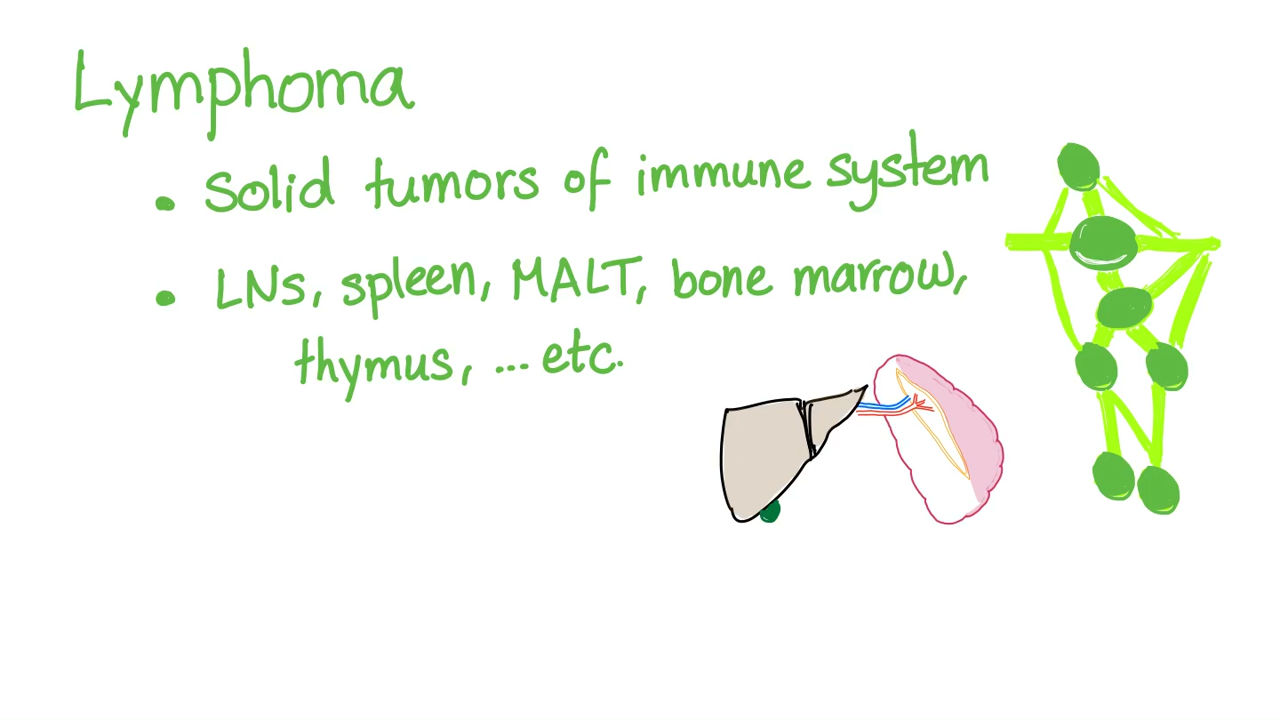 Lymphoma
• Solid tumors of immune system
• LNs, spleen, MALT, bone marrow,
thymus, ... etc.